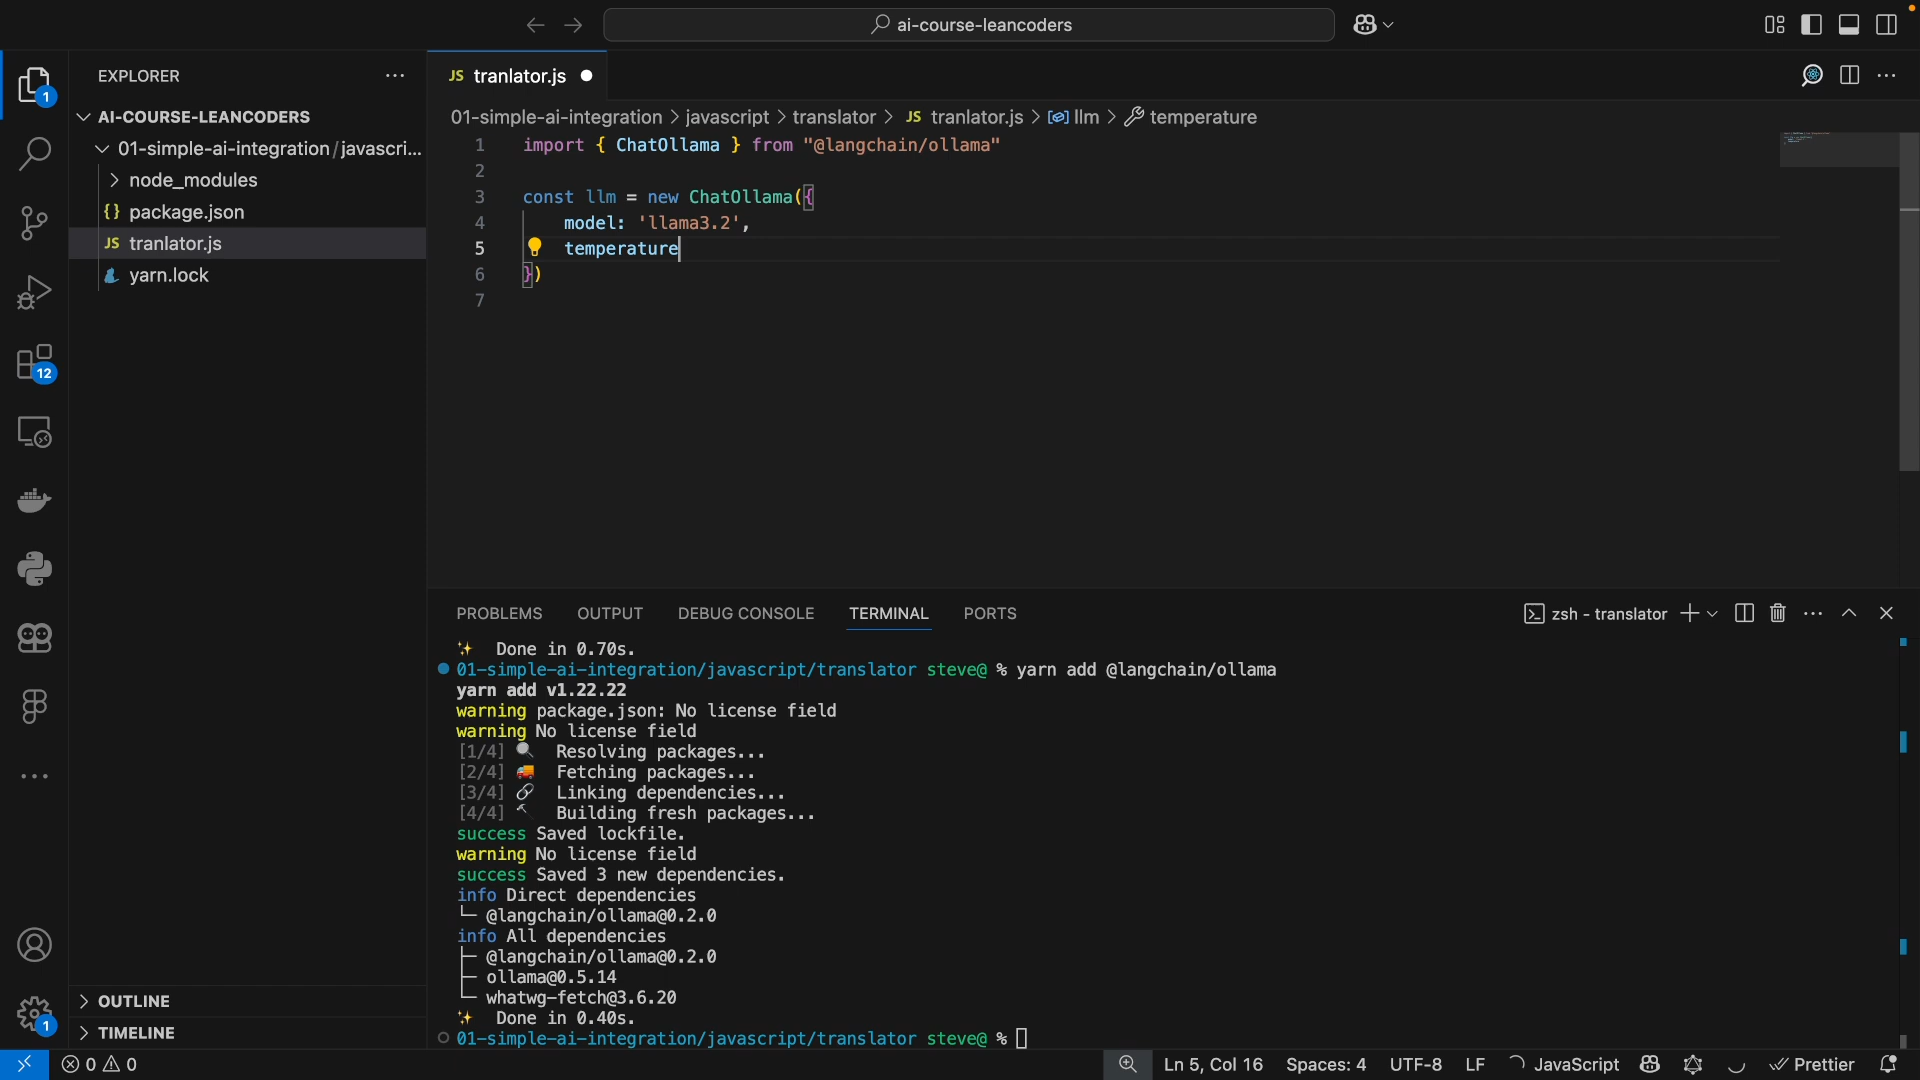 ai-course-leancoders
EXPLORER
1
AI-COURSE-LEANCODERS
01-simple-ai-integration/javascri...
node_modules
{} package.json
JS tranlator.js
yarn.lock
12
OUTLINE
TIMELINE
1
JS tranlator.js
01-simple-ai-integration > javascript > translator > JS tranlator.js > llm > temperature
1 import { ChatOllama } from "@langchain/ollama"
2
3 const llm = new ChatOllama({
4 model: 'llama3.2',
5 temperature
6 })
7
PROBLEMS OUTPUT DEBUG CONSOLE TERMINAL PORTS
zsh - translator
✨ Done in 0.70s.
01-simple-ai-integration/javascript/translator steve@ % yarn add @langchain/ollama
yarn add v1.22.22
warning package.json: No license field
warning No license field
[1/4] 🔍 Resolving packages...
[2/4] 🚚 Fetching packages...
[3/4] 🔗 Linking dependencies...
[4/4] 🔨 Building fresh packages...
success Saved lockfile.
warning No license field
success Saved 3 new dependencies.
info Direct dependencies
└─ @langchain/ollama@0.2.0
info All dependencies
├─ @langchain/ollama@0.2.0
├─ ollama@0.5.14
└─ whatwg-fetch@3.6.20
✨ Done in 0.40s.
01-simple-ai-integration/javascript/translator steve@ %
0 0
Ln 5, Col 16 Spaces: 4 UTF-8 LF JavaScript Prettier